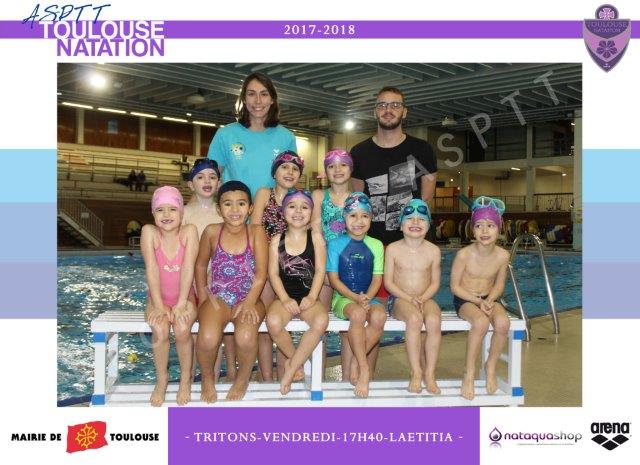 ASPTT
TOULOUSE
NATATION
2017-2018
TOULOUSE
NATATION
ASPTT
ASPTT
MAIRIE DE TOULOUSE
- TRITONS-VENDREDI-17H40-LAETITIA -
nataquashop
arena